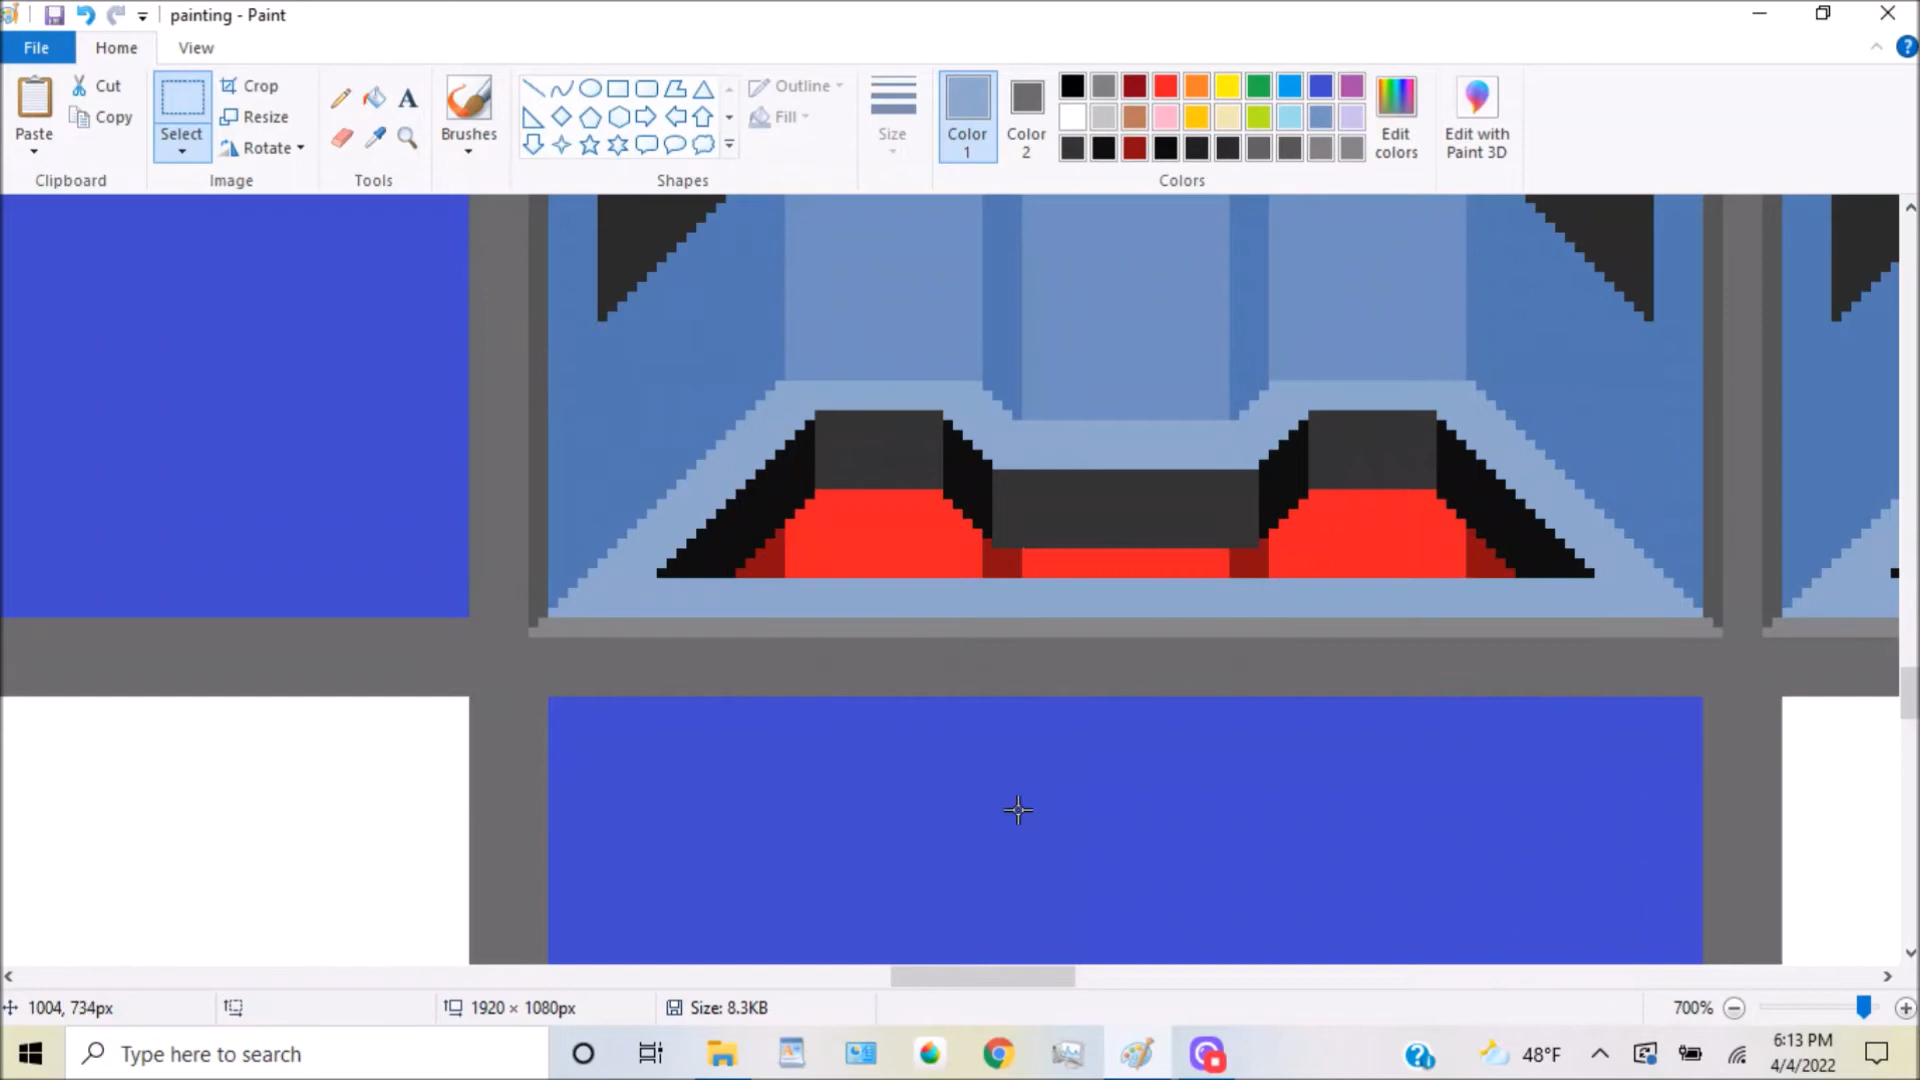 painting - Paint
File Home View
Paste
Cut
Copy
Clipboard
Select
Crop
Resize
Rotate
Image
A
Tools
Brushes
Shapes
Outline
Fill
Size
Color
1
Color
2
Edit
colors
Colors
Edit with
Paint 3D
?
1004, 734px
1920 × 1080px
Size: 8.3KB
700%
Type here to search
?
48°F
6:13 PM
4/4/2022